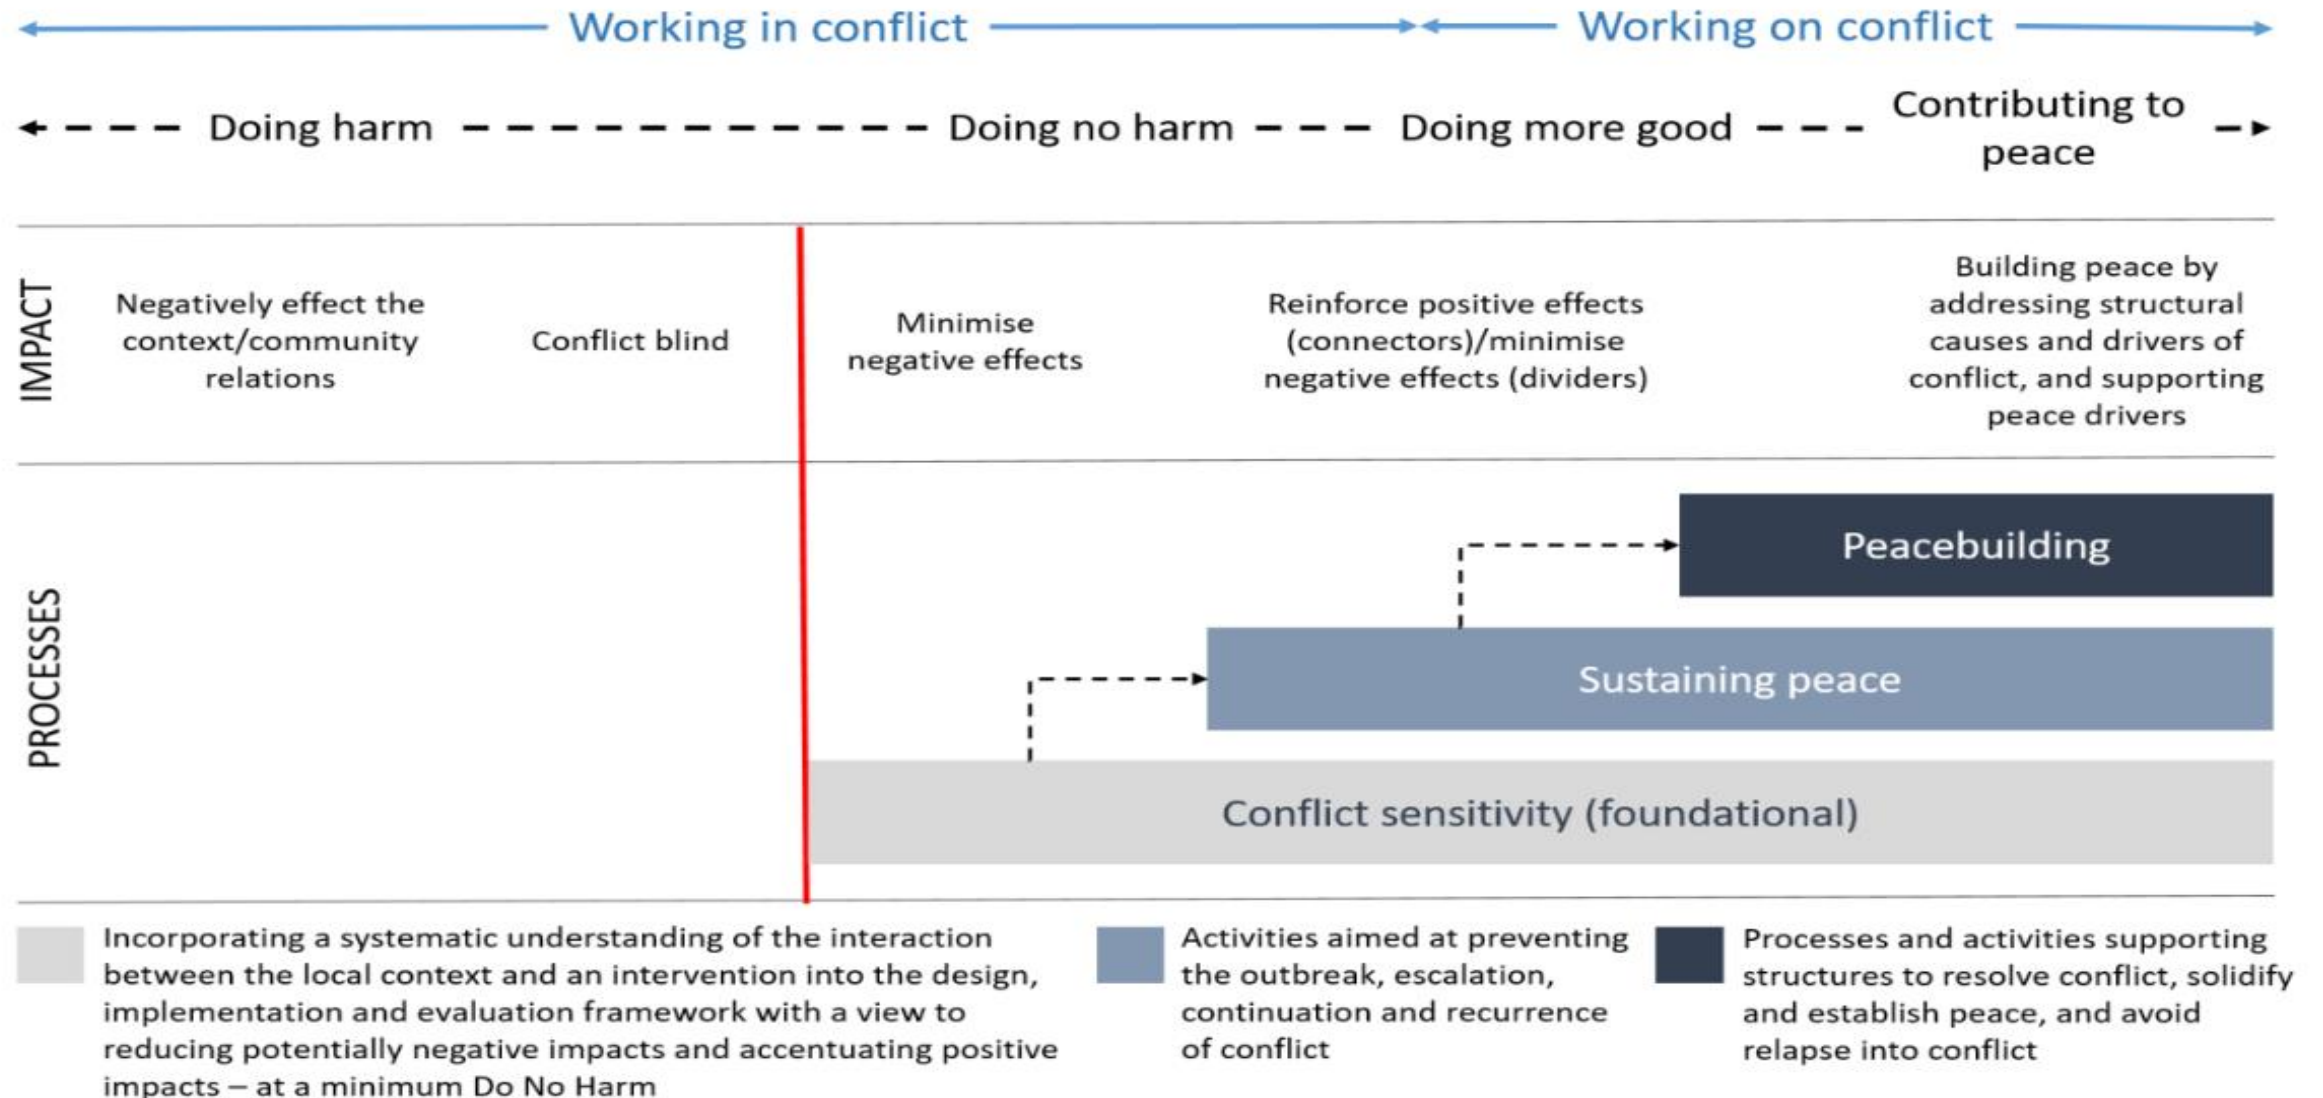 Working in conflict
Working on conflict
Doing harm
Doing no harm
Doing more good
Contributing to
peace
IMPACT
Negatively effect the
context/community
relations
Conflict blind
Minimise
negative effects
Reinforce positive effects
(connectors)/minimise
negative effects (dividers)
Building peace by
addressing structural
causes and drivers of
conflict, and supporting
peace drivers
PROCESSES
Peacebuilding
Sustaining peace
Conflict sensitivity (foundational)
Incorporating a systematic understanding of the interaction
between the local context and an intervention into the design,
implementation and evaluation framework with a view to
reducing potentially negative impacts and accentuating positive
impacts – at a minimum Do No Harm
Activities aimed at preventing
the outbreak, escalation,
continuation and recurrence
of conflict
Processes and activities supporting
structures to resolve conflict, solidify
and establish peace, and avoid
relapse into conflict